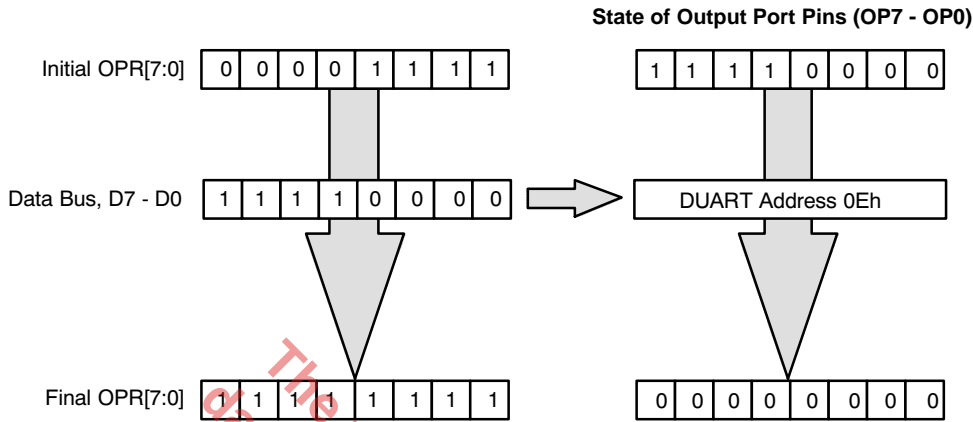 State of Output Port Pins (OP7 - OP0)
Initial OPR[7:0] 0 0 0 0 1 1 1 1 1 1 1 1 0 0 0 0
Data Bus, D7 - D0 1 1 1 1 0 0 0 0 DUART Address 0Eh
The
Final OPR[7:0] 1 1 1 1 1 1 1 1 0 0 0 0 0 0 0 0